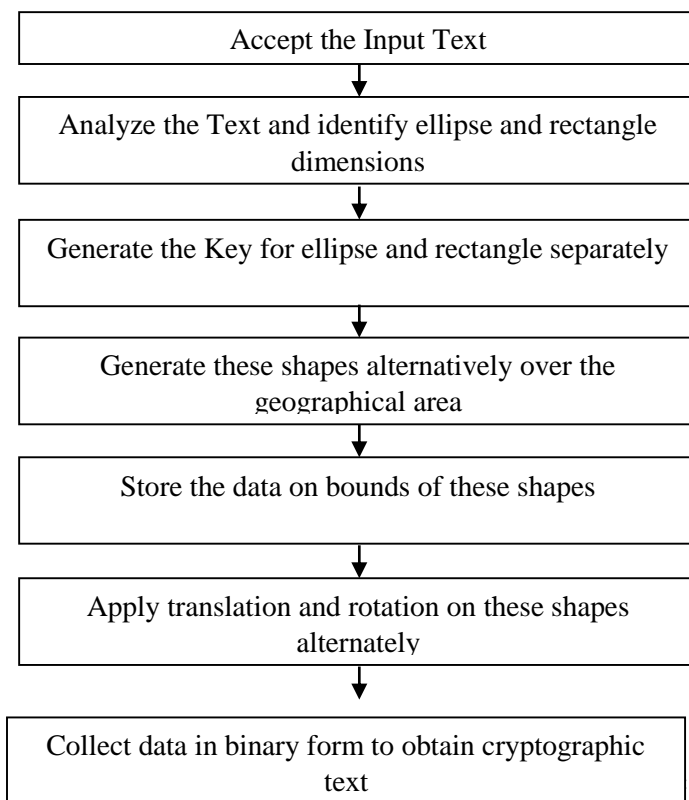 Accept the Input Text
Analyze the Text and identify ellipse and rectangle
dimensions
Generate the Key for ellipse and rectangle separately
Generate these shapes alternatively over the
geographical area
Store the data on bounds of these shapes
Apply translation and rotation on these shapes
alternately
Collect data in binary form to obtain cryptographic
text